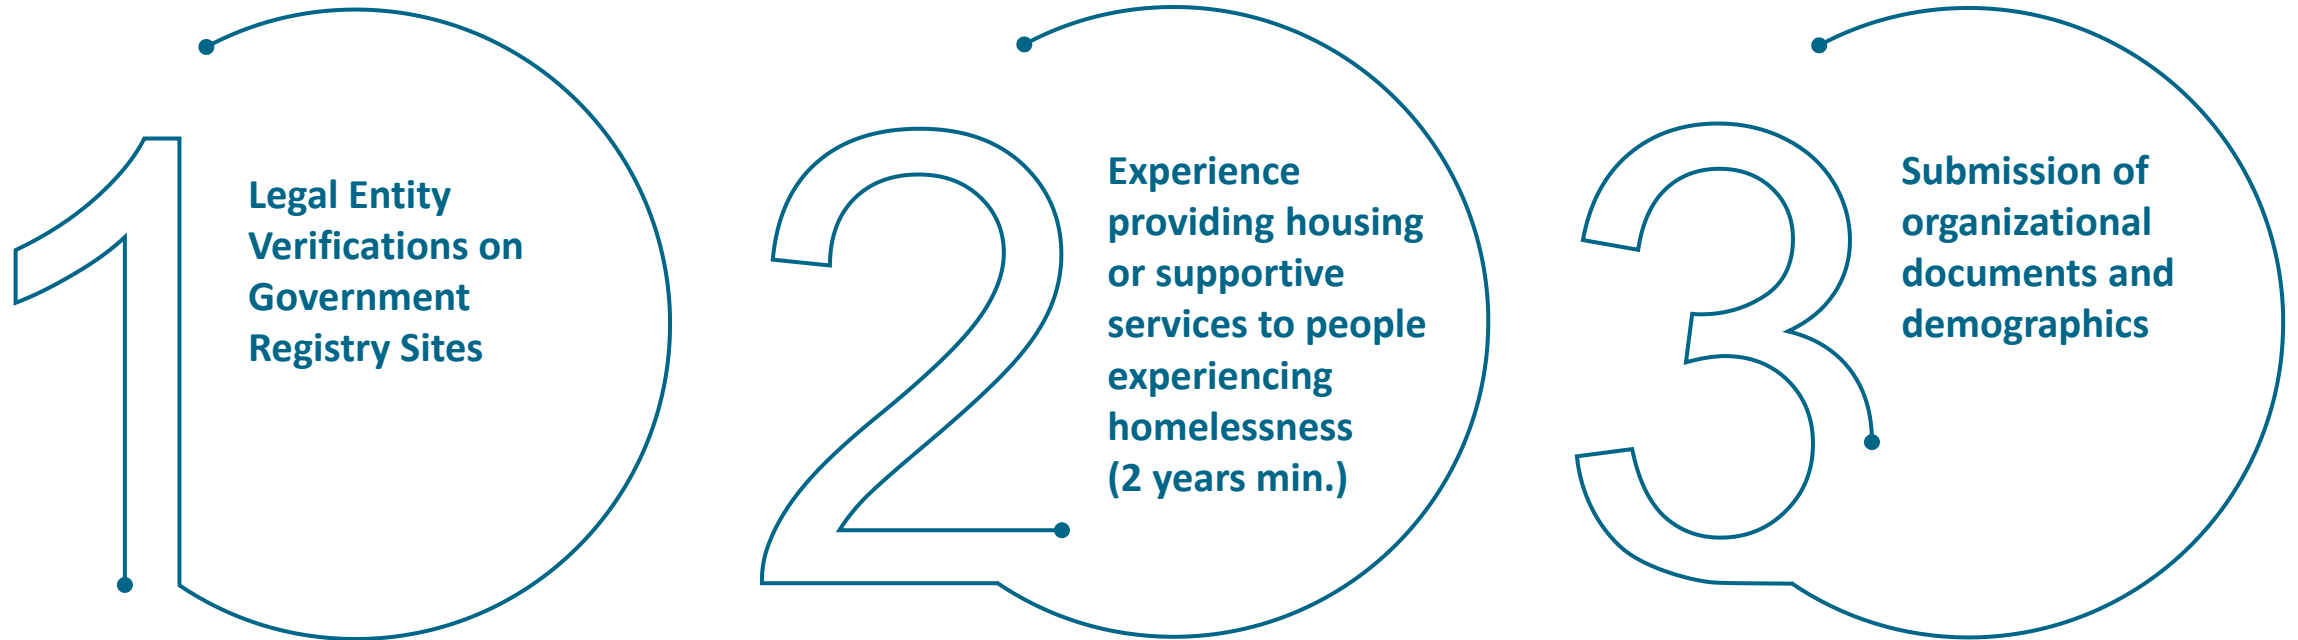 1
Legal Entity
Verifications on
Government
Registry Sites
2
Experience
providing housing
or supportive
services to people
experiencing
homelessness
(2 years min.)
3
Submission of
organizational
documents and
demographics